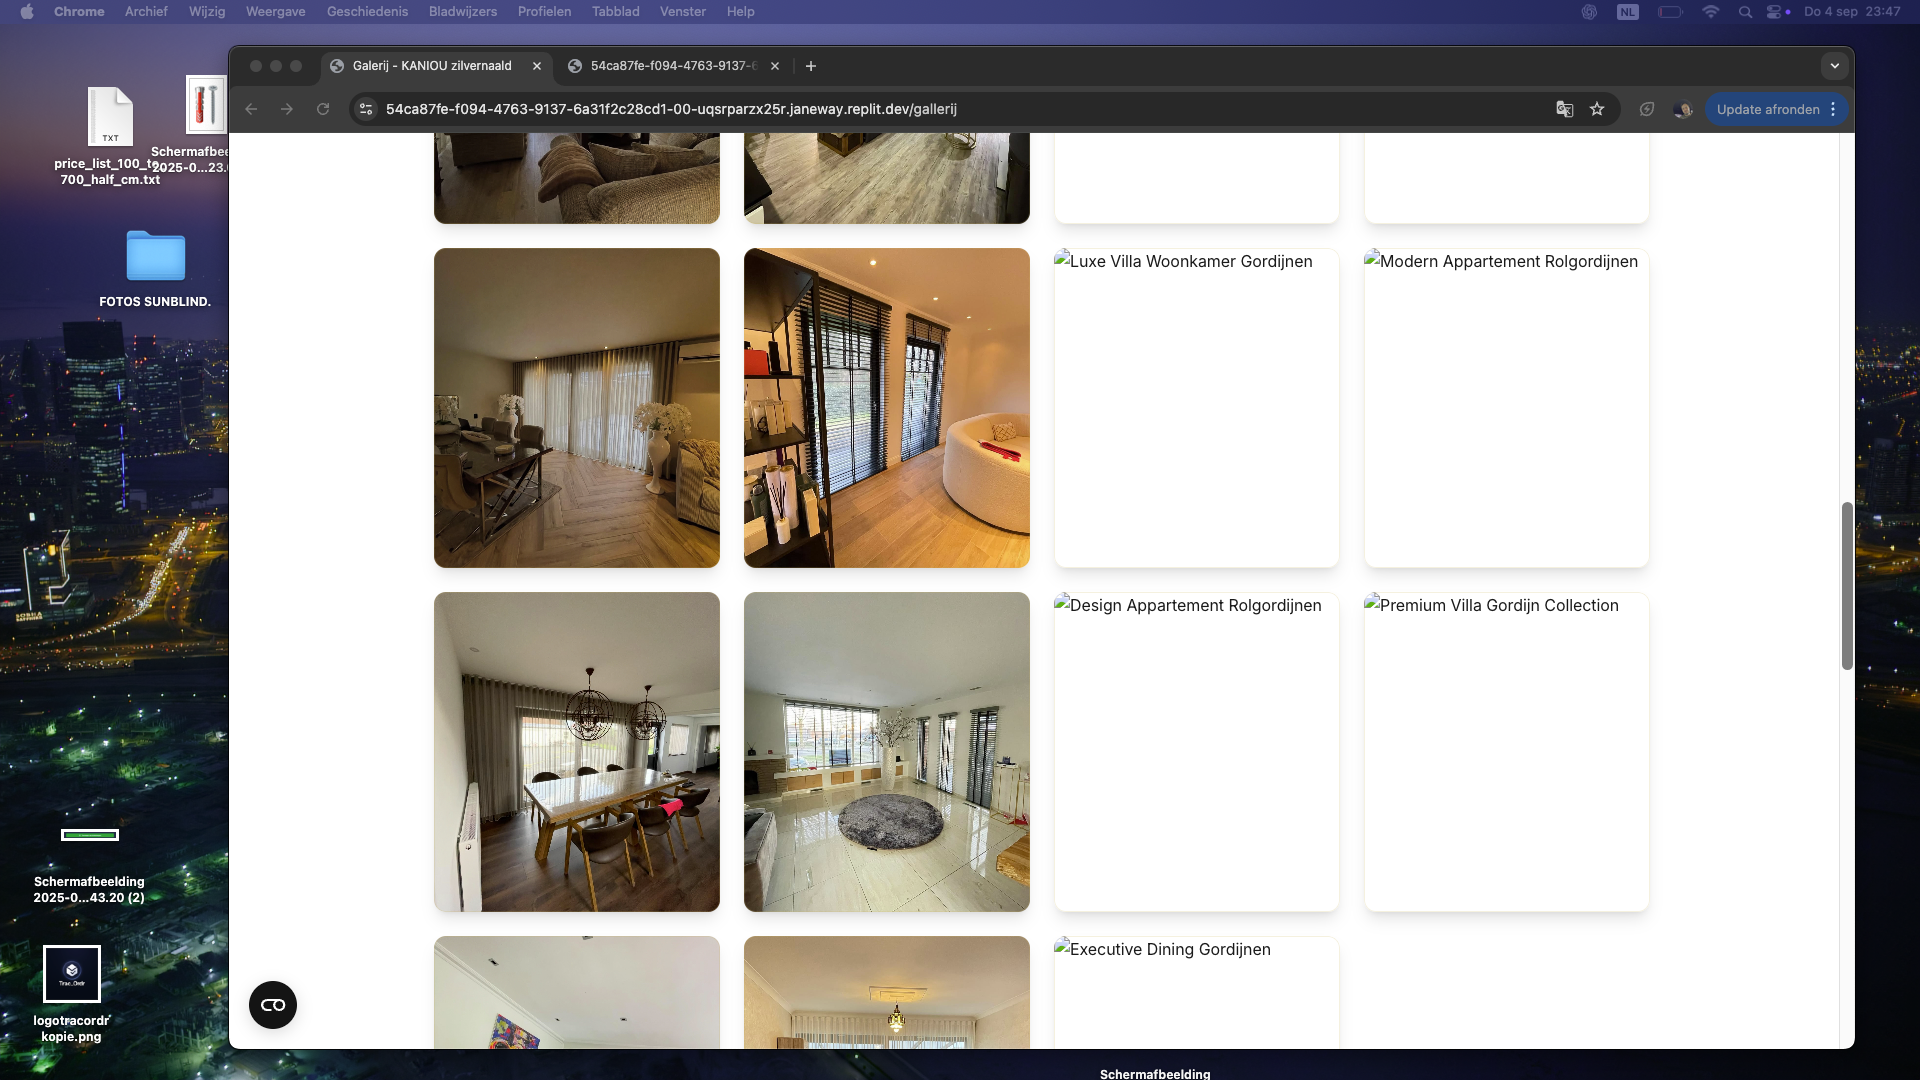 Chrome Archief Wijzig Weergave Geschiedenis Bladwijzers Profielen Tabblad Venster Help
NL Do 4 sep 23:47
Galerij - KANIOU zilvernaald
54ca87fe-f094-4763-9137-6
54ca87fe-f094-4763-9137-6a31f2c28cd1-00-uqsrparzx25r.janeway.replit.dev/gallerij
Update afronden
TXT
price_list_100_to
700_half_cm.txt
Schermafbee
2025-0...23.
FOTOS SUNBLIND.
Luxe Villa Woonkamer Gordijnen
Modern Appartement Rolgordijnen
Design Appartement Rolgordijnen
Premium Villa Gordijn Collection
Executive Dining Gordijnen
Schermafbeelding
2025-0...43.20 (2)
logotracordr
kopie.png
Schermafbeelding